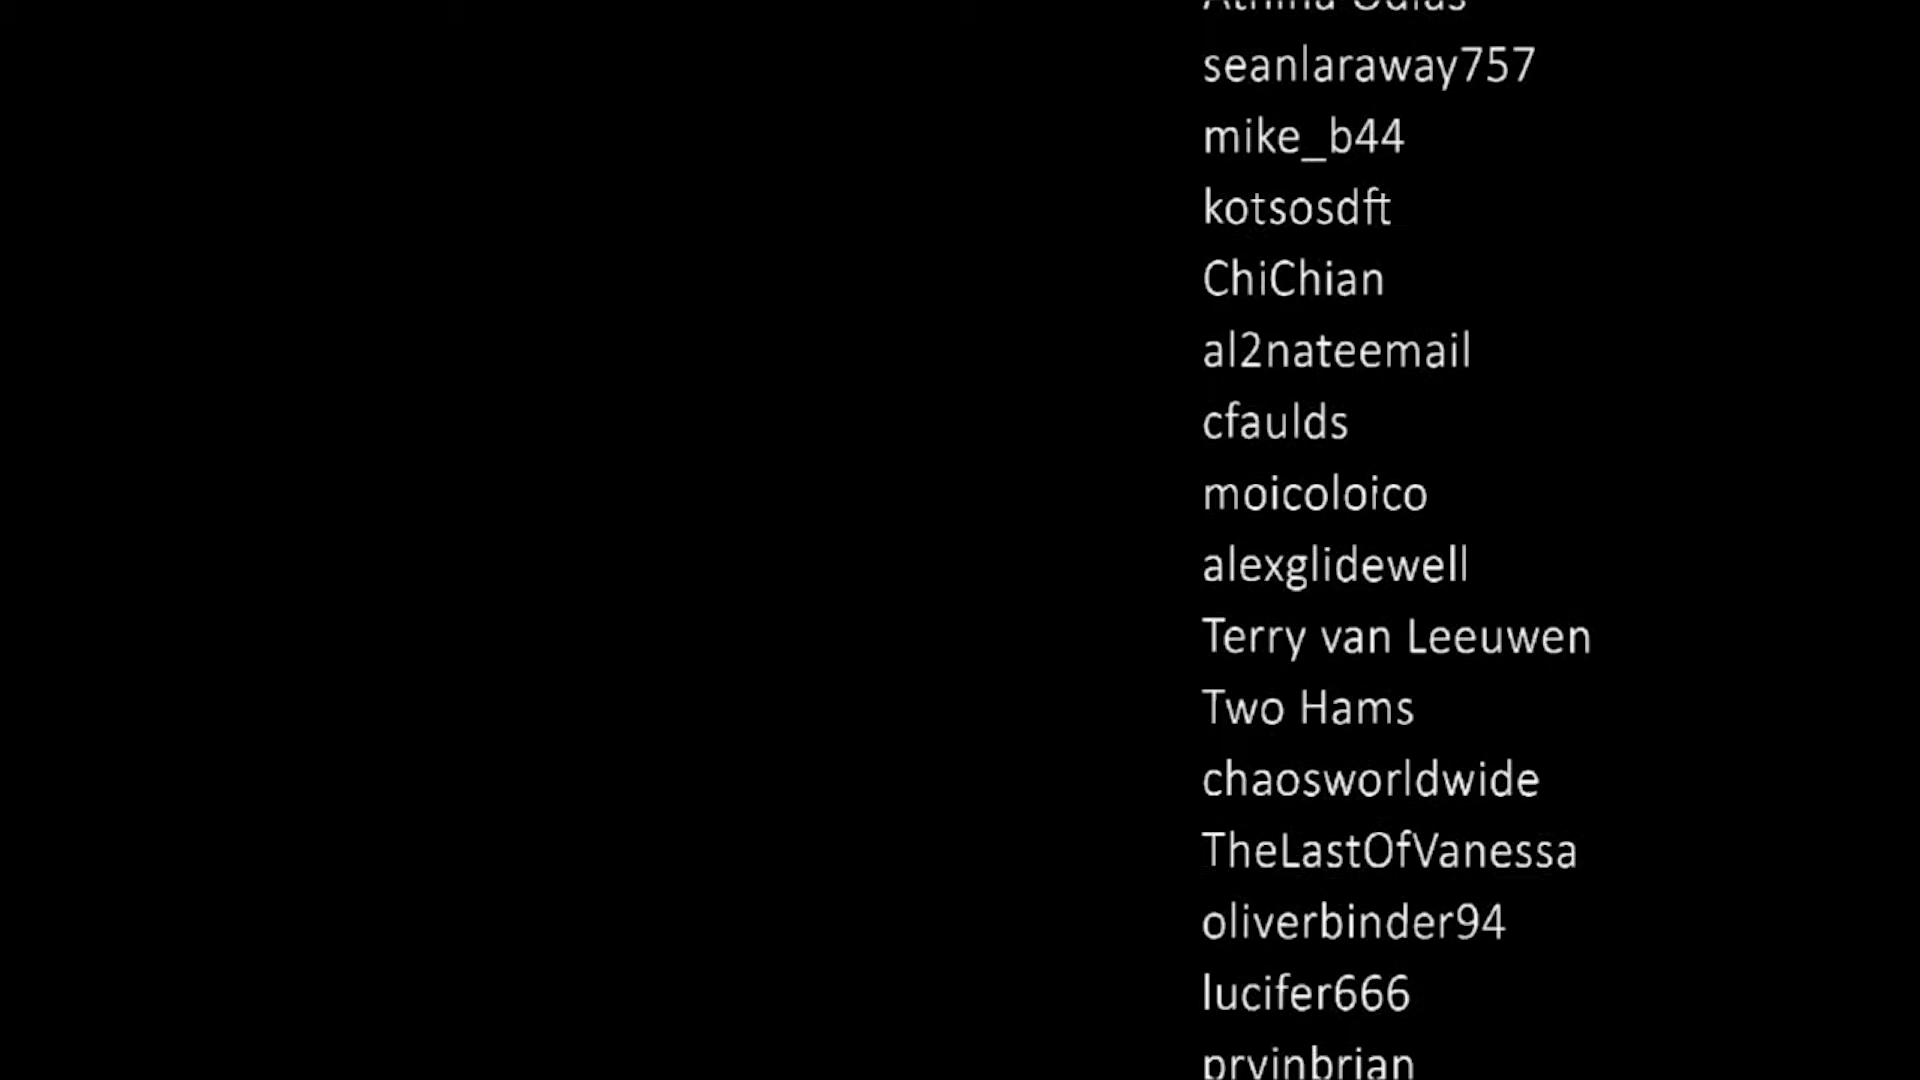 seanlaraway757
mike_b44
kotsosdft
ChiChian
al2nateemail
cfaulds
moicoloico
alexglidewell
Terry van Leeuwen
Two Hams
chaosworldwide
TheLastOfVanessa
oliverbinder94
lucifer666